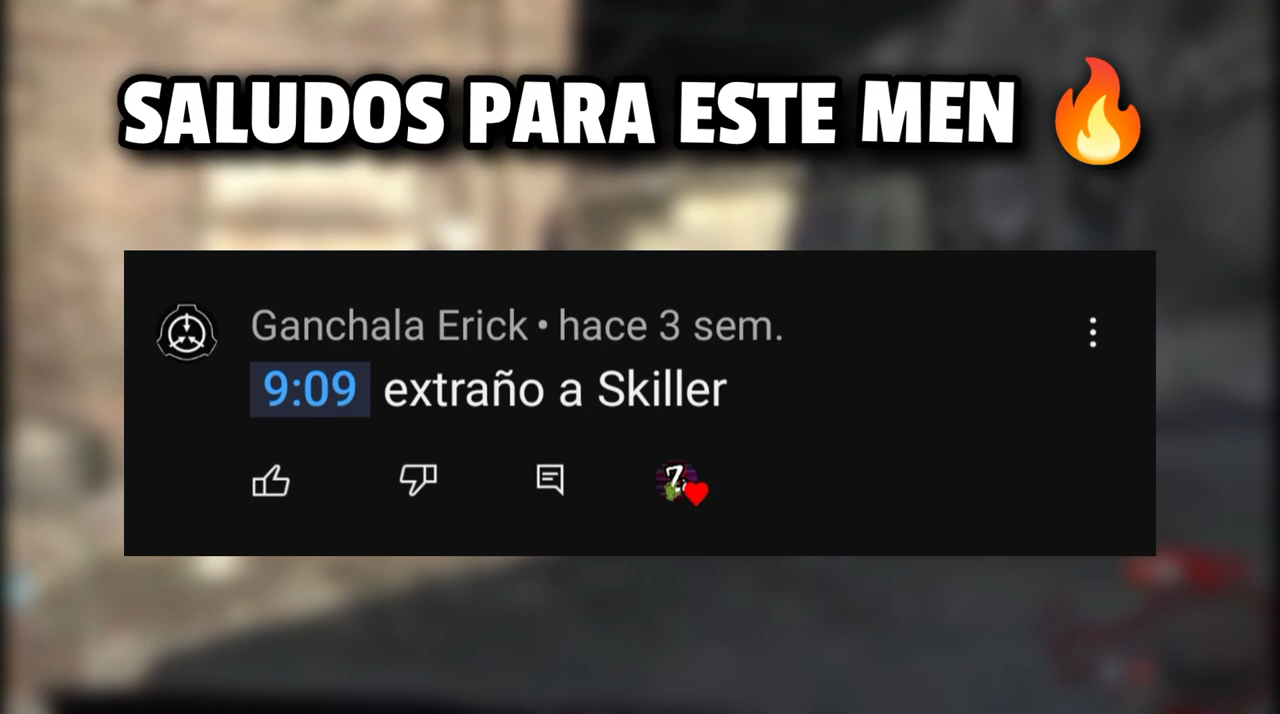 SALUDOS PARA ESTE MEN 🔥
Ganchala Erick • hace 3 sem.
9:09 extraño a Skiller